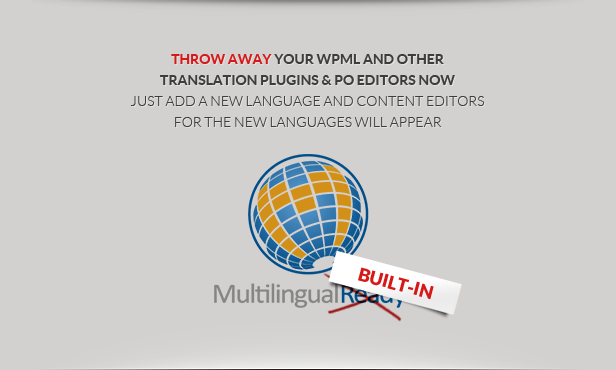 THROW AWAY YOUR WPML AND OTHER
TRANSLATION PLUGINS & PO EDITORS NOW
JUST ADD A NEW LANGUAGE AND CONTENT EDITORS
FOR THE NEW LANGUAGES WILL APPEAR
BUILT-IN
MultilingualReady